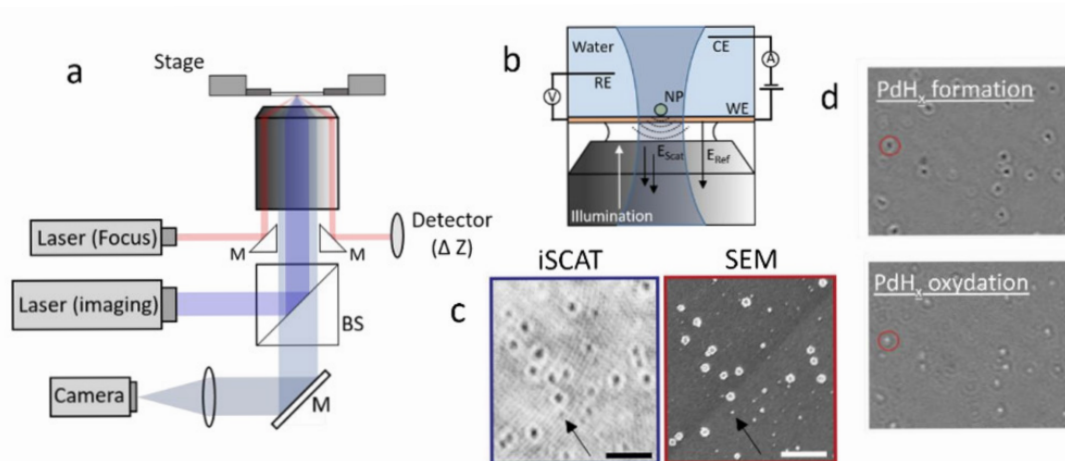 a
Stage
Laser (Focus)
M
M
Detector
(Δ Z)
Laser (imaging)
BS
Camera
M
b
Water
CE
A
RE
V
NP
WE
E_Scat
E_Ref
Illumination
c
iSCAT
SEM
d
PdH_x formation
PdH_x oxydation